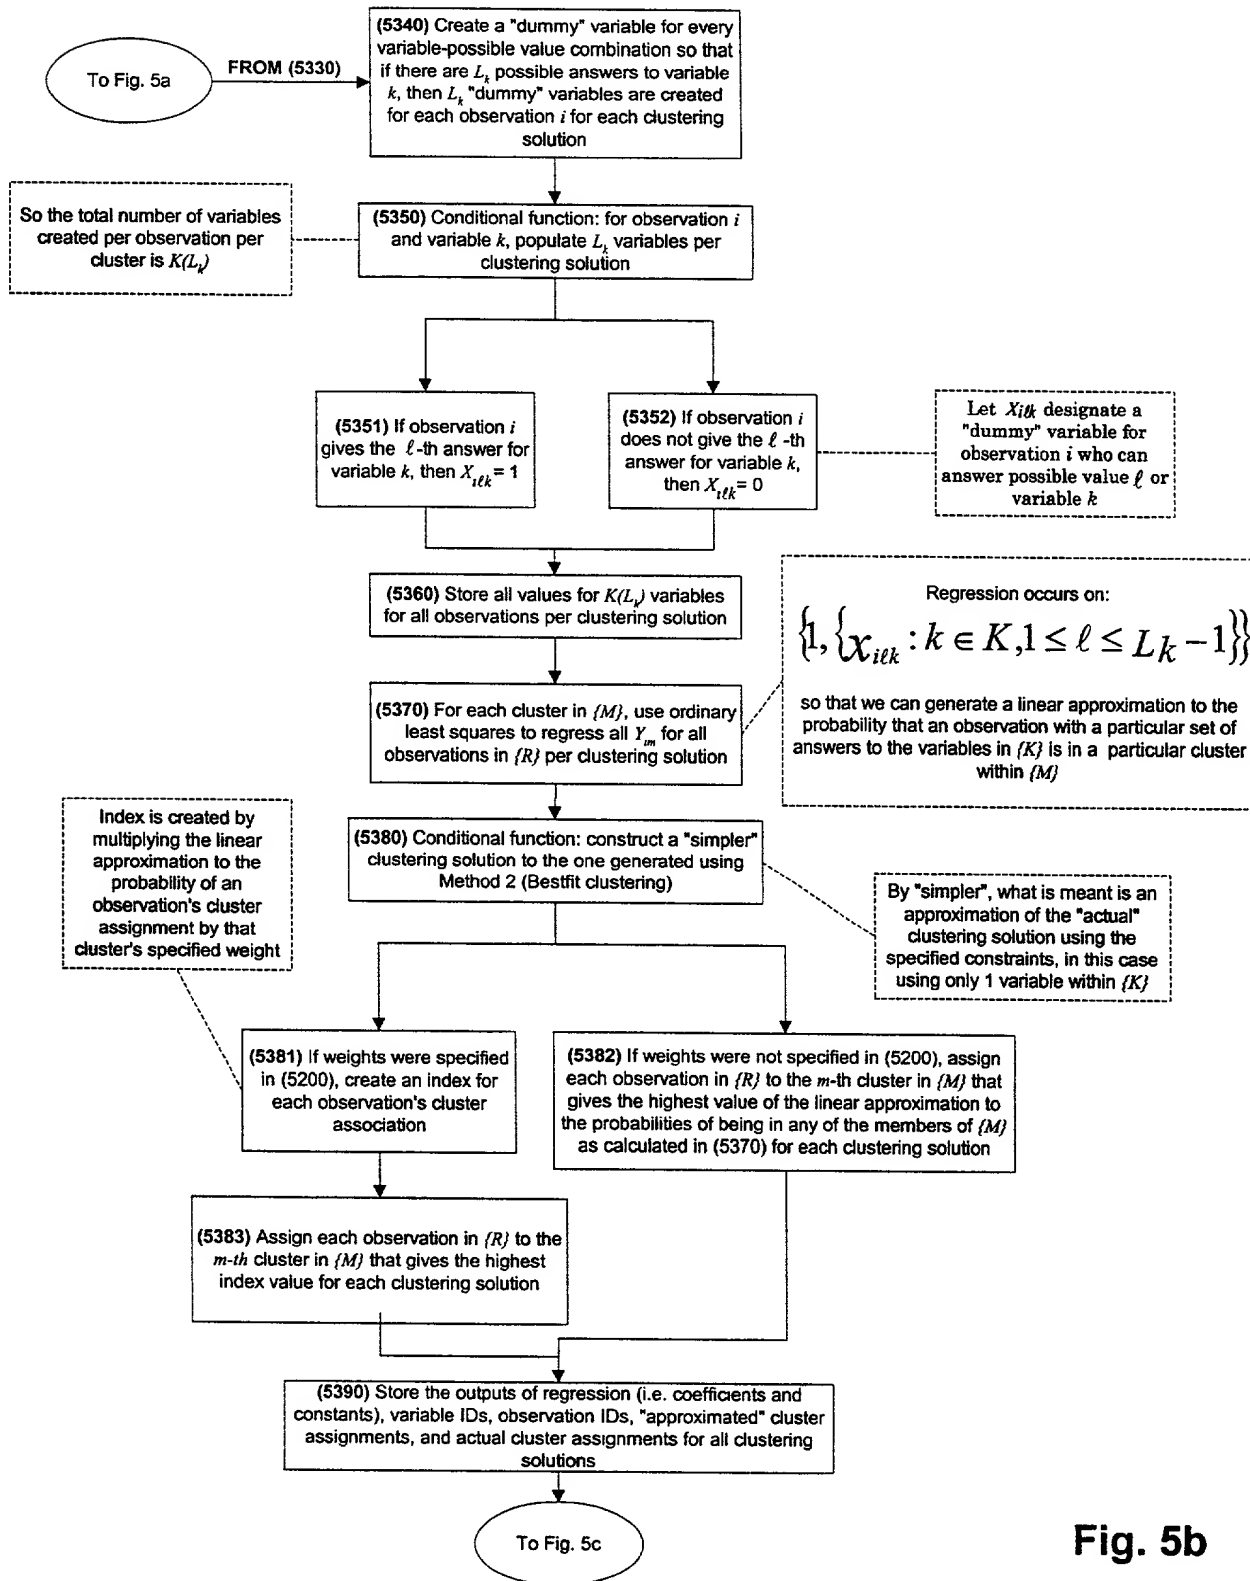 To Fig. 5a
FROM (5330)
(5340) Create a "dummy" variable for every
variable-possible value combination so that
if there are Lk possible answers to variable
k, then Lk "dummy" variables are created
for each observation i for each clustering
solution
So the total number of variables
created per observation per
cluster is K(Lk)
(5350) Conditional function: for observation i
and variable k, populate Lk variables per
clustering solution
(5351) If observation i
gives the ℓ-th answer for
variable k, then Xiℓk = 1
(5352) If observation i
does not give the ℓ -th
answer for variable k,
then Xiℓk = 0
Let Xiℓk designate a
"dummy" variable for
observation i who can
answer possible value ℓ or
variable k
(5360) Store all values for K(Lk) variables
for all observations per clustering solution
Regression occurs on:
{1, {xiℓk : k ∈ K, 1 ≤ ℓ ≤ Lk − 1}}
so that we can generate a linear approximation to the
probability that an observation with a particular set of
answers to the variables in {K} is in a particular cluster
within {M}
(5370) For each cluster in {M}, use ordinary
least squares to regress all Yim for all
observations in {R} per clustering solution
Index is created by
multiplying the linear
approximation to the
probability of an
observation's cluster
assignment by that
cluster's specified weight
(5380) Conditional function: construct a "simpler"
clustering solution to the one generated using
Method 2 (Bestfit clustering)
By "simpler", what is meant is an
approximation of the "actual"
clustering solution using the
specified constraints, in this case
using only 1 variable within {K}
(5381) If weights were specified
in (5200), create an index for
each observation's cluster
association
(5382) If weights were not specified in (5200), assign
each observation in {R} to the m-th cluster in {M} that
gives the highest value of the linear approximation to
the probabilities of being in any of the members of {M}
as calculated in (5370) for each clustering solution
(5383) Assign each observation in {R} to the
m-th cluster in {M} that gives the highest
index value for each clustering solution
(5390) Store the outputs of regression (i.e. coefficients and
constants), variable IDs, observation IDs, "approximated" cluster
assignments, and actual cluster assignments for all clustering
solutions
To Fig. 5c
Fig. 5b